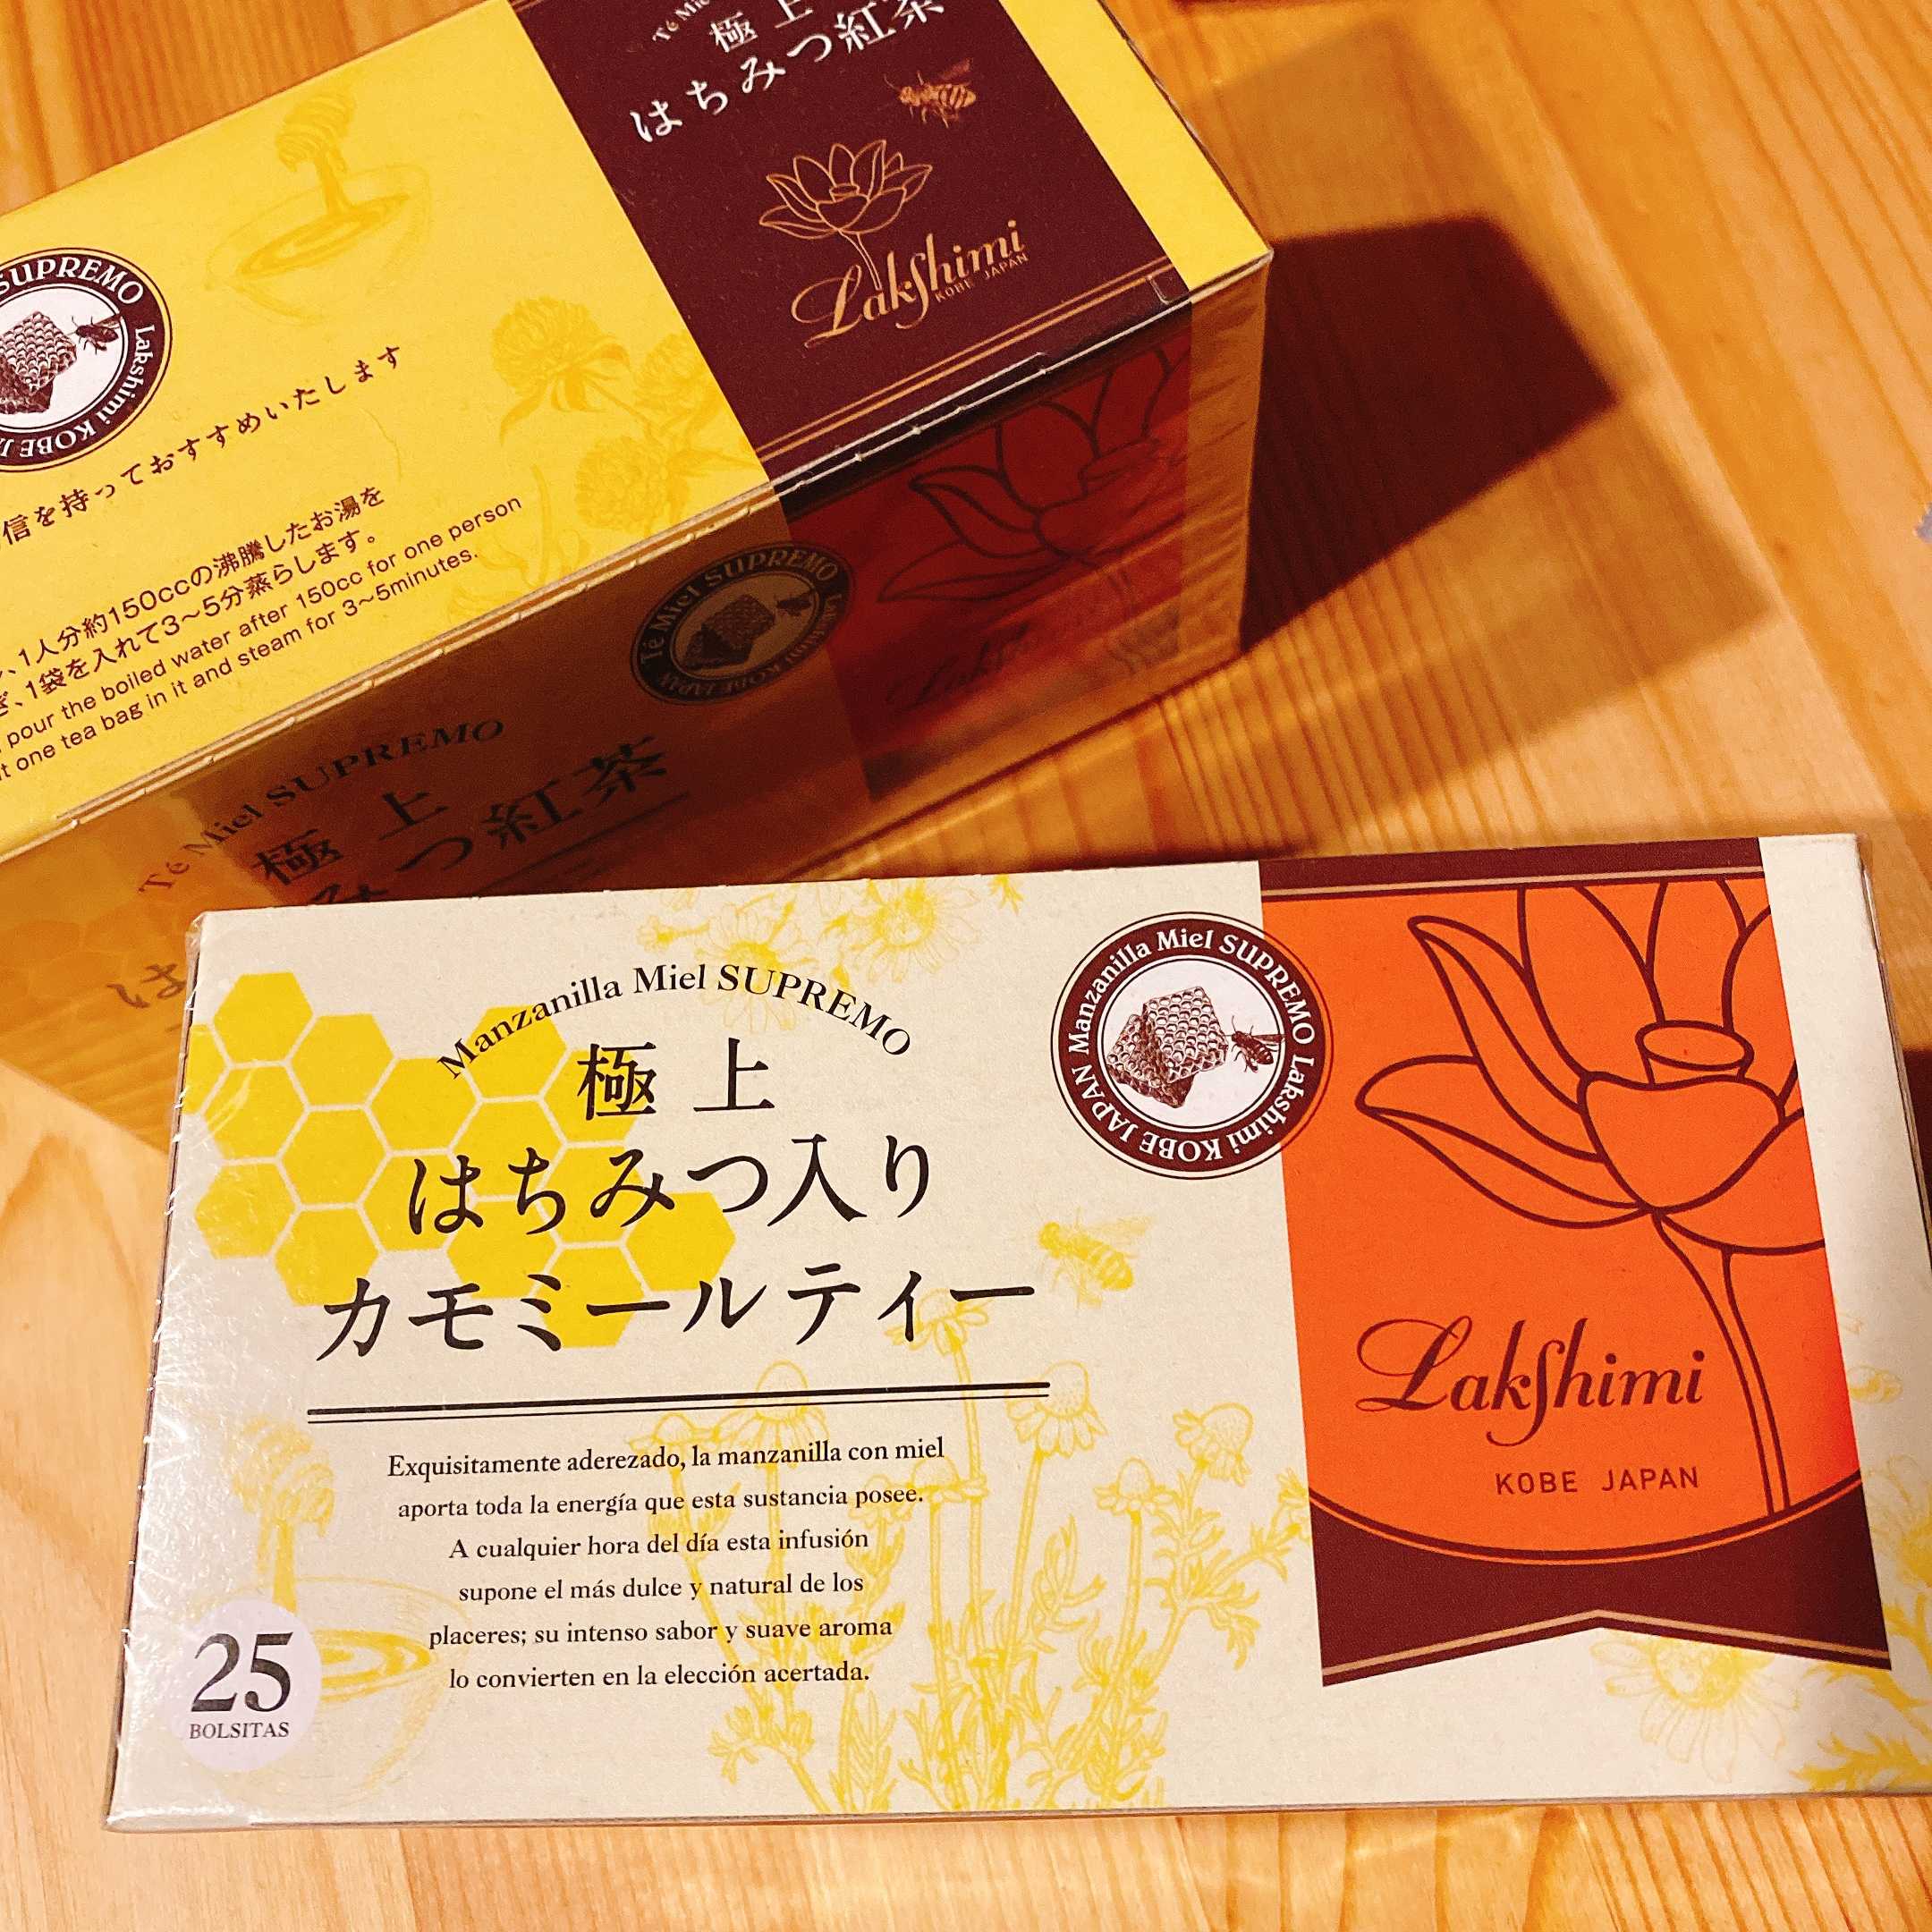 極上
はちみつ紅茶
Lakshimi
KOBE JAPAN
SUPREMO Lakshimi KOBE
信を持っておすすめいたします
、1人分約150ccの沸騰したお湯を
、1袋を入れて3〜5分蒸らします。
pour the boiled water after 150cc for one person
one tea bag in it and steam for 3~5minutes.
Té Miel SUPREMO Lakshimi KOBE JAPAN
Té Miel SUPREMO
極上
みつ紅茶
Manzanilla Miel SUPREMO
極上
はちみつ入り
カモミールティー
Exquisitamente aderezado, la manzanilla con miel
aporta toda la energía que esta sustancia posee.
A cualquier hora del día esta infusión
supone el más dulce y natural de los
placeres; su intenso sabor y suave aroma
lo convierten en la elección acertada.
25
BOLSITAS
Manzanilla Miel SUPREMO Lakshimi KOBE JAPAN
Lakshimi
KOBE JAPAN